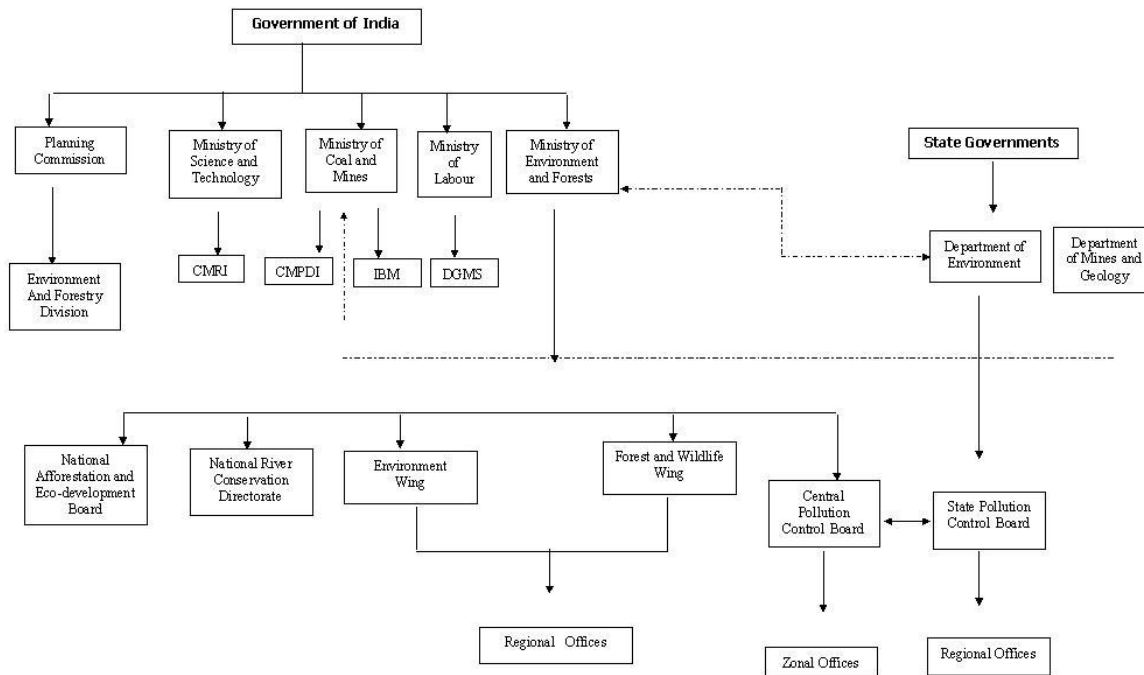 Government of India
Planning
Commission
Ministry of
Science and
Technology
Ministry of
Coal and
Mines
Ministry
of
Labour
Ministry of
Environment
and Forests
State Governments
Environment
And Forestry
Division
CMRI
CMPDI
IBM
DGMS
Department of
Environment
Department
of Mines and
Geology
National
Afforestation and
Eco-development
Board
National River
Conservation
Directorate
Environment
Wing
Forest and Wildlife
Wing
Central
Pollution
Control Board
State Pollution
Control Board
Regional Offices
Zonal Offices
Regional Offices